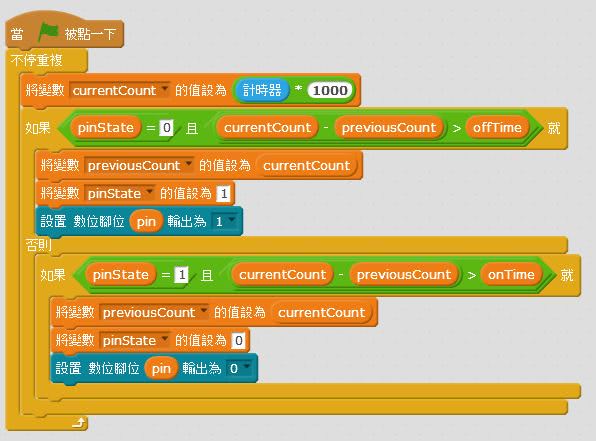 當 被點一下
不停重複
將變數 currentCount 的值設為 計時器 * 1000
如果 pinState = 0 且 currentCount - previousCount > offTime 就
將變數 previousCount 的值設為 currentCount
將變數 pinState 的值設為 1
設置 數位腳位 pin 輸出為 1
否則
如果 pinState = 1 且 currentCount - previousCount > onTime 就
將變數 previousCount 的值設為 currentCount
將變數 pinState 的值設為 0
設置 數位腳位 pin 輸出為 0